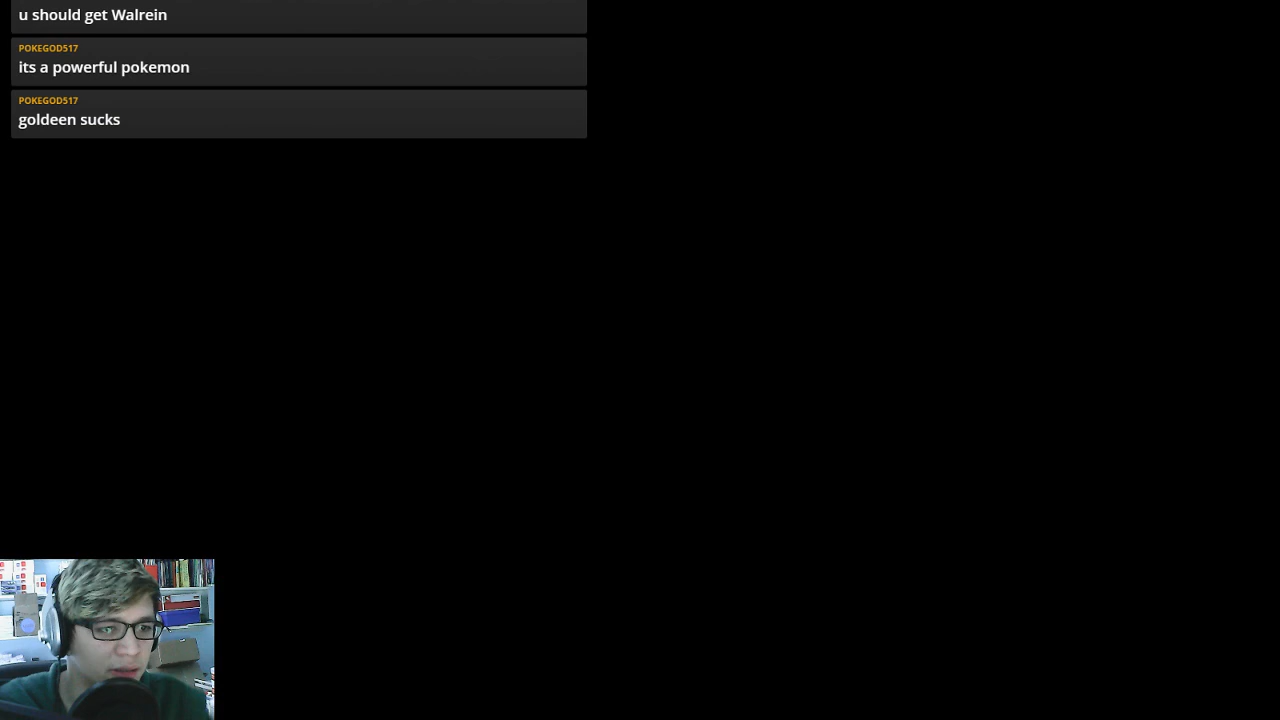 u should get Walrein
POKEGOD517
its a powerful pokemon
POKEGOD517
goldeen sucks